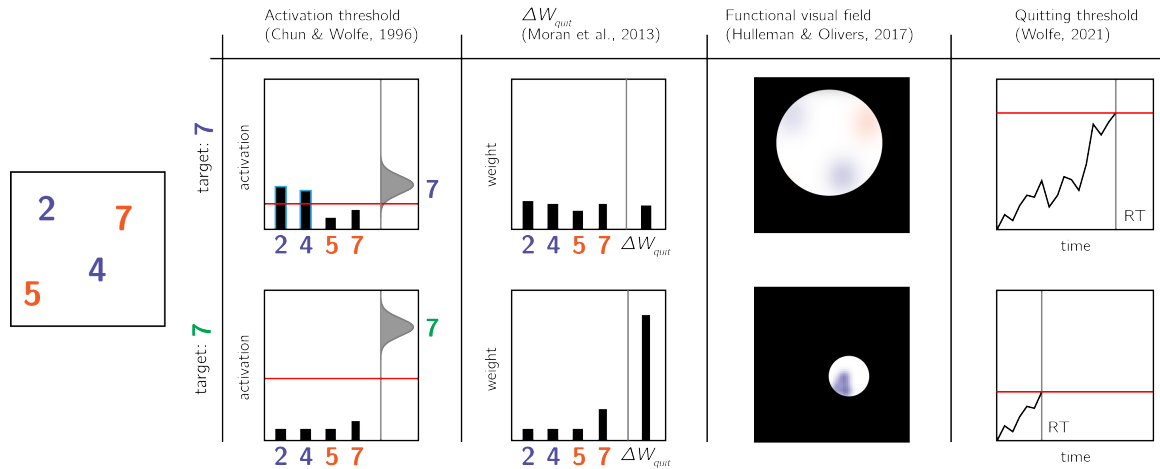 Activation threshold
(Chun & Wolfe, 1996)
ΔW_quit
(Moran et al., 2013)
Functional visual field
(Hulleman & Olivers, 2017)
Quitting threshold
(Wolfe, 2021)
2
7
4
5
target: 7
activation
7
2 4 5 7
weight
2 4 5 7 ΔW_quit
RT
time
target: 7
activation
7
2 4 5 7
weight
2 4 5 7 ΔW_quit
RT
time